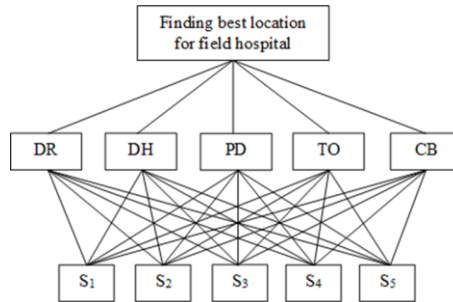 Finding best location
for field hospital
DR DH PD TO CB
S1 S2 S3 S4 S5